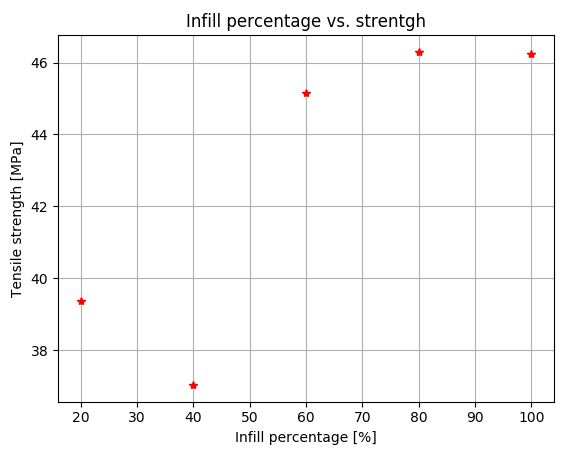 Infill percentage vs. strentgh
Tensile strength [MPa]
46
44
42
40
38
20 30 40 50 60 70 80 90 100
Infill percentage [%]